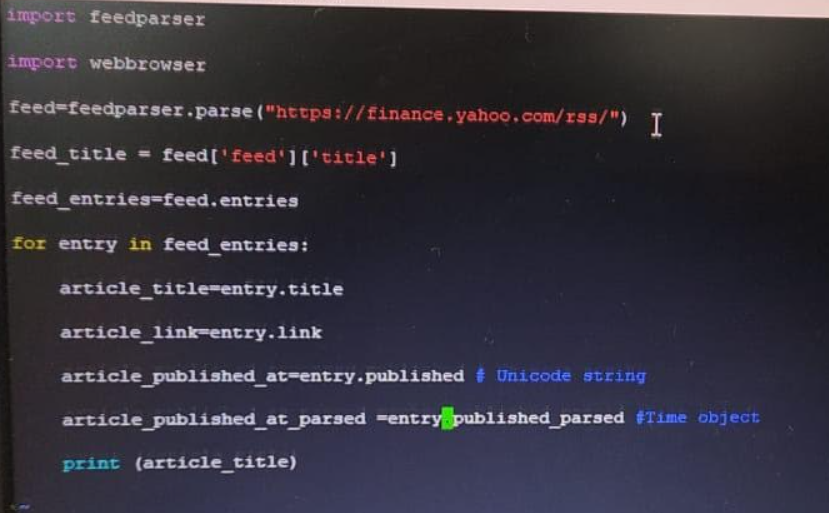 import feedparser
import webbrowser
feed=feedparser.parse("https://finance.yahoo.com/rss/")
feed_title = feed['feed']['title']
feed_entries=feed.entries
for entry in feed_entries:
    article_title=entry.title
    article_link=entry.link
    article_published_at=entry.published # Unicode string
    article_published_at_parsed =entry.published_parsed #Time object
    print (article_title)
~